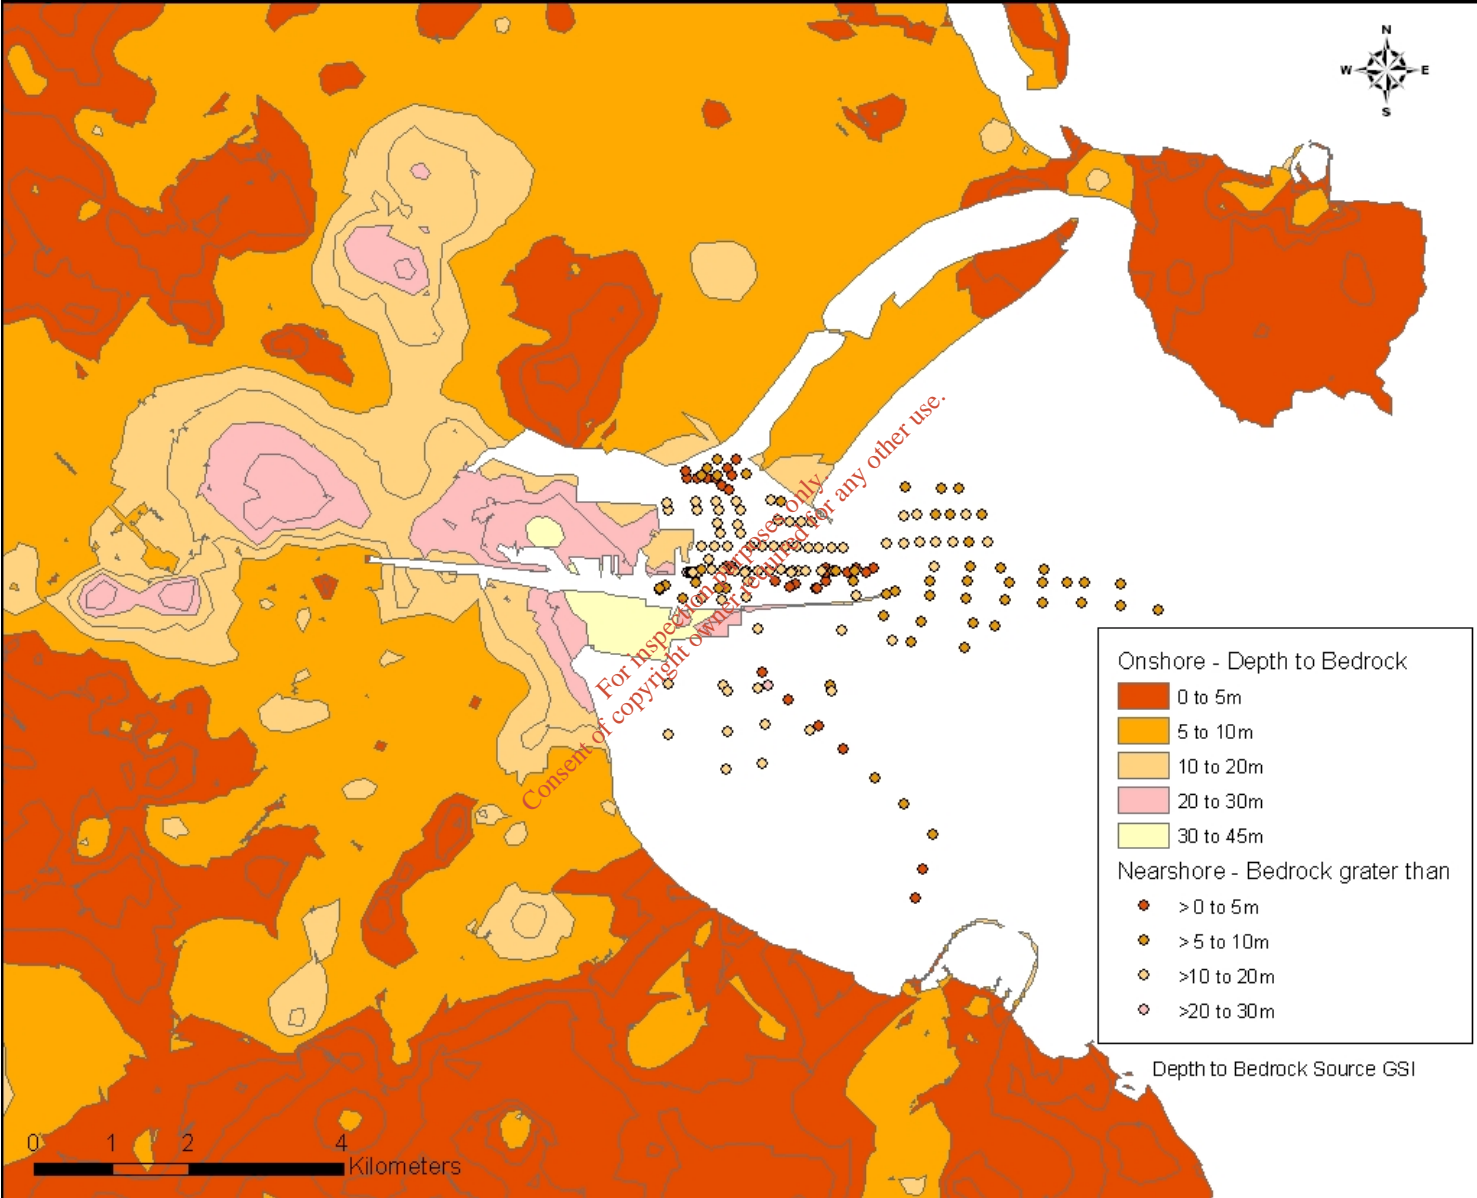 N
W E
S
For inspection purposes only.
Consent of copyright owner required for any other use.
Onshore - Depth to Bedrock
0 to 5m
5 to 10m
10 to 20m
20 to 30m
30 to 45m
Nearshore - Bedrock grater than
> 0 to 5m
> 5 to 10m
>10 to 20m
>20 to 30m
Depth to Bedrock Source GSI
0 1 2 4
Kilometers